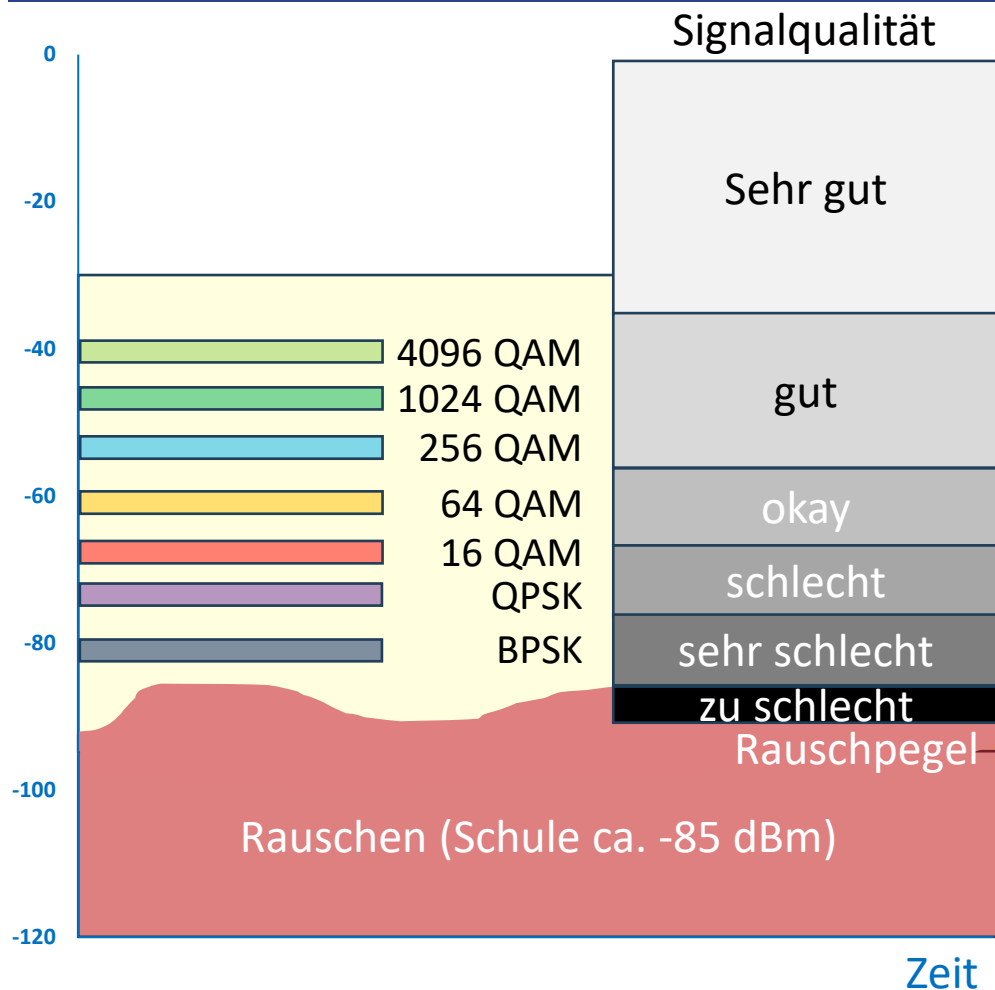 Signalqualität
0
Sehr gut
-20
-40
4096 QAM
1024 QAM
gut
256 QAM
-60
64 QAM
okay
16 QAM
QPSK
schlecht
-80
BPSK
sehr schlecht
zu schlecht
Rauschpegel
-100
Rauschen (Schule ca. -85 dBm)
-120
Zeit